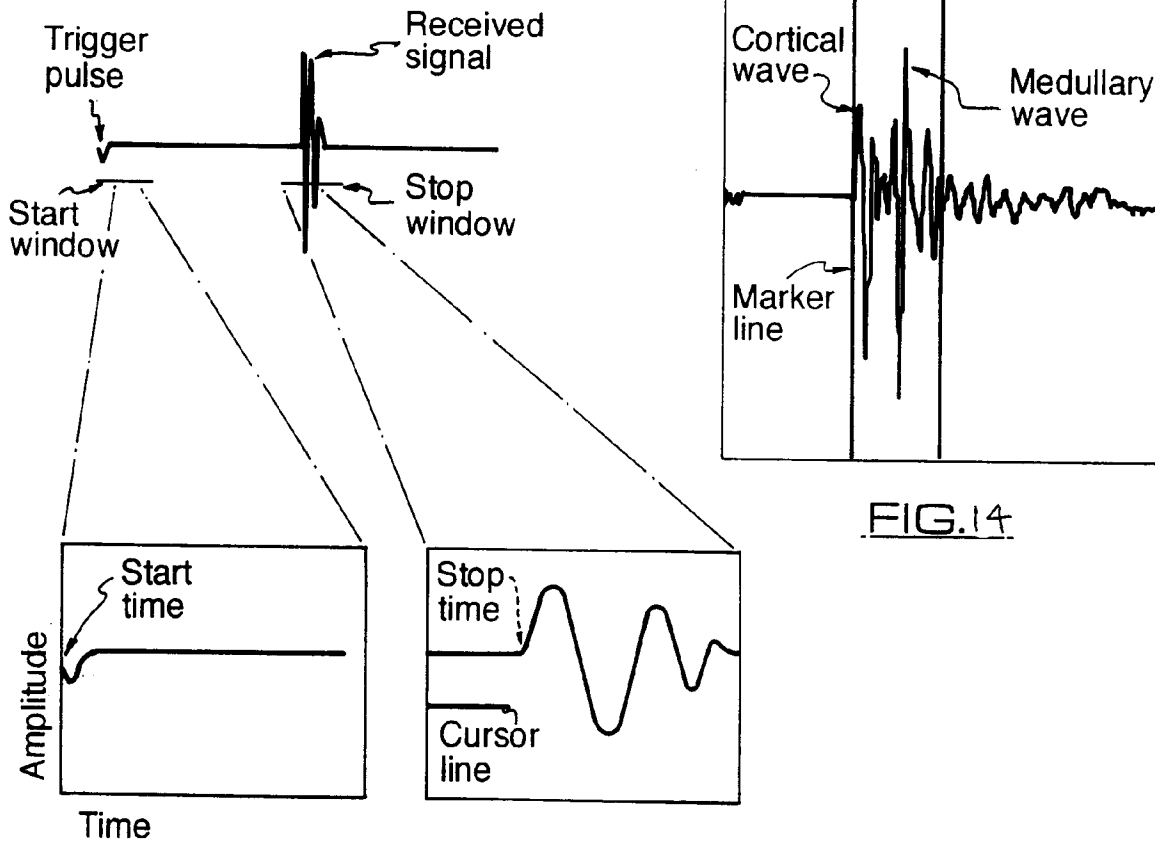 Trigger
pulse
Received
signal
Start
window
Stop
window
Cortical
wave
Medullary
wave
Marker
line
FIG.14
Start
time
Stop
time
Cursor
line
Amplitude
Time